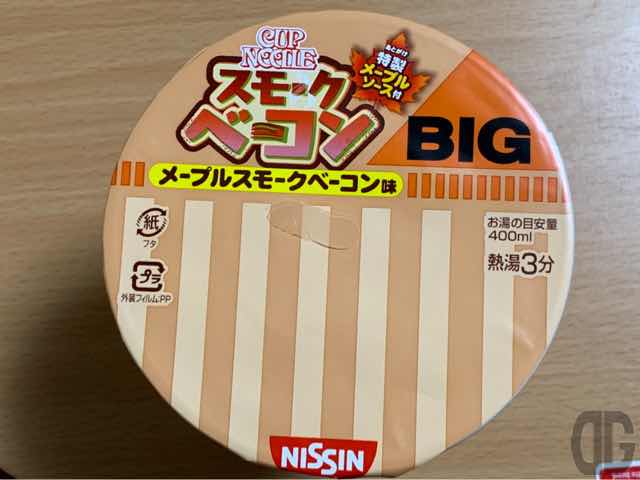 CUP
NOODLE
あとがけ
特製
メープル
ソース付
スモーク
ベーコン
BIG
メープルスモークベーコン味
お湯の目安量
400ml
熱湯3分
紙
フタ
プラ
外装フィルム:PP
NISSIN
DG